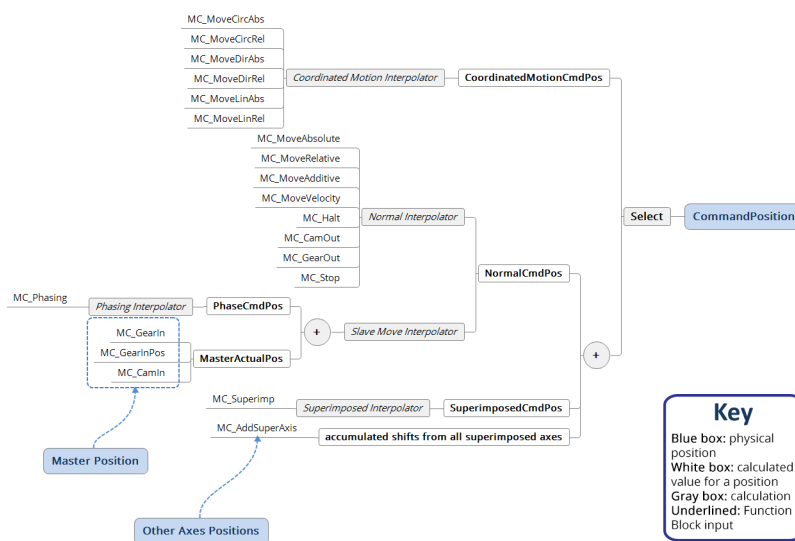 MC_MoveCircAbs
MC_MoveCircRel
MC_MoveDirAbs
MC_MoveDirRel
MC_MoveLinAbs
MC_MoveLinRel
Coordinated Motion Interpolator
CoordinatedMotionCmdPos
MC_MoveAbsolute
MC_MoveRelative
MC_MoveAdditive
MC_MoveVelocity
MC_Halt
MC_CamOut
MC_GearOut
MC_Stop
Normal Interpolator
NormalCmdPos
Select
CommandPosition
MC_Phasing
Phasing Interpolator
PhaseCmdPos
MC_GearIn
MC_GearInPos
MC_CamIn
MasterActualPos
+
Slave Move Interpolator
+
MC_Superimp
Superimposed Interpolator
SuperimposedCmdPos
MC_AddSuperAxis
accumulated shifts from all superimposed axes
Master Position
Other Axes Positions
Key
Blue box: physical
position
White box: calculated
value for a position
Gray box: calculation
Underlined: Function
Block input